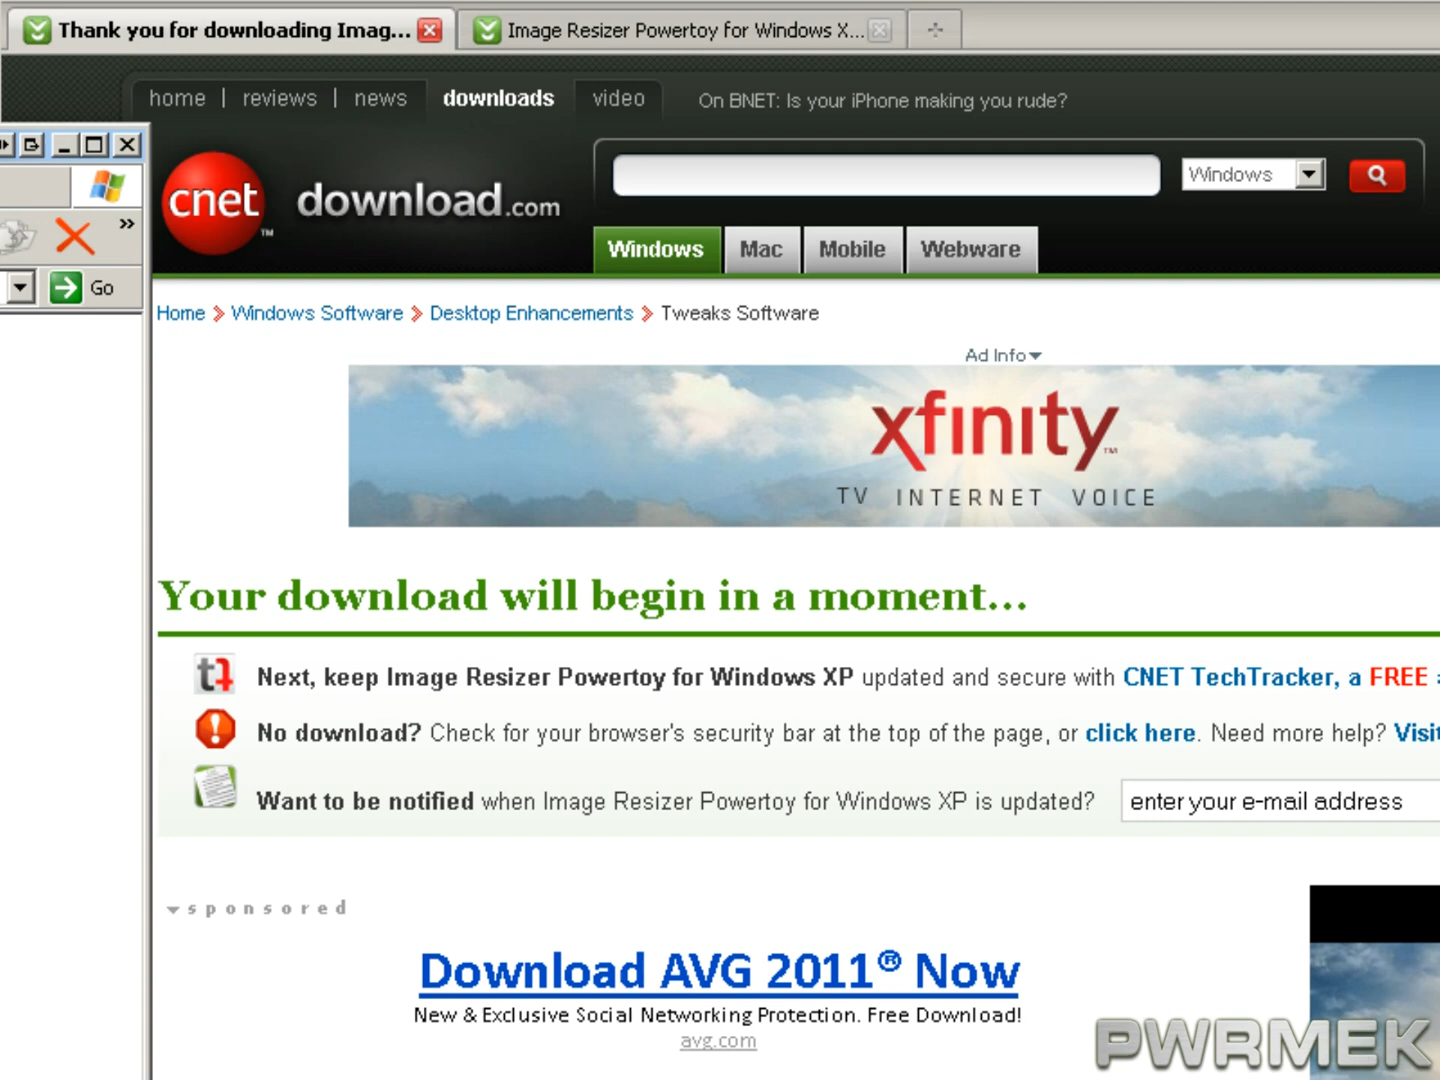 Thank you for downloading Imag...
Image Resizer Powertoy for Windows X...
home | reviews | news downloads video On BNET: Is your iPhone making you rude?
cnet download.com
TM
Windows
Windows Mac Mobile Webware
Go
Home Windows Software Desktop Enhancements Tweaks Software
Ad Info
xfinity™
TV INTERNET VOICE
Your download will begin in a moment...
Next, keep Image Resizer Powertoy for Windows XP updated and secure with CNET TechTracker, a FREE
No download? Check for your browser's security bar at the top of the page, or click here. Need more help? Visit
Want to be notified when Image Resizer Powertoy for Windows XP is updated? enter your e-mail address
sponsored
Download AVG 2011® Now
New & Exclusive Social Networking Protection. Free Download!
avg.com
PWRMEK